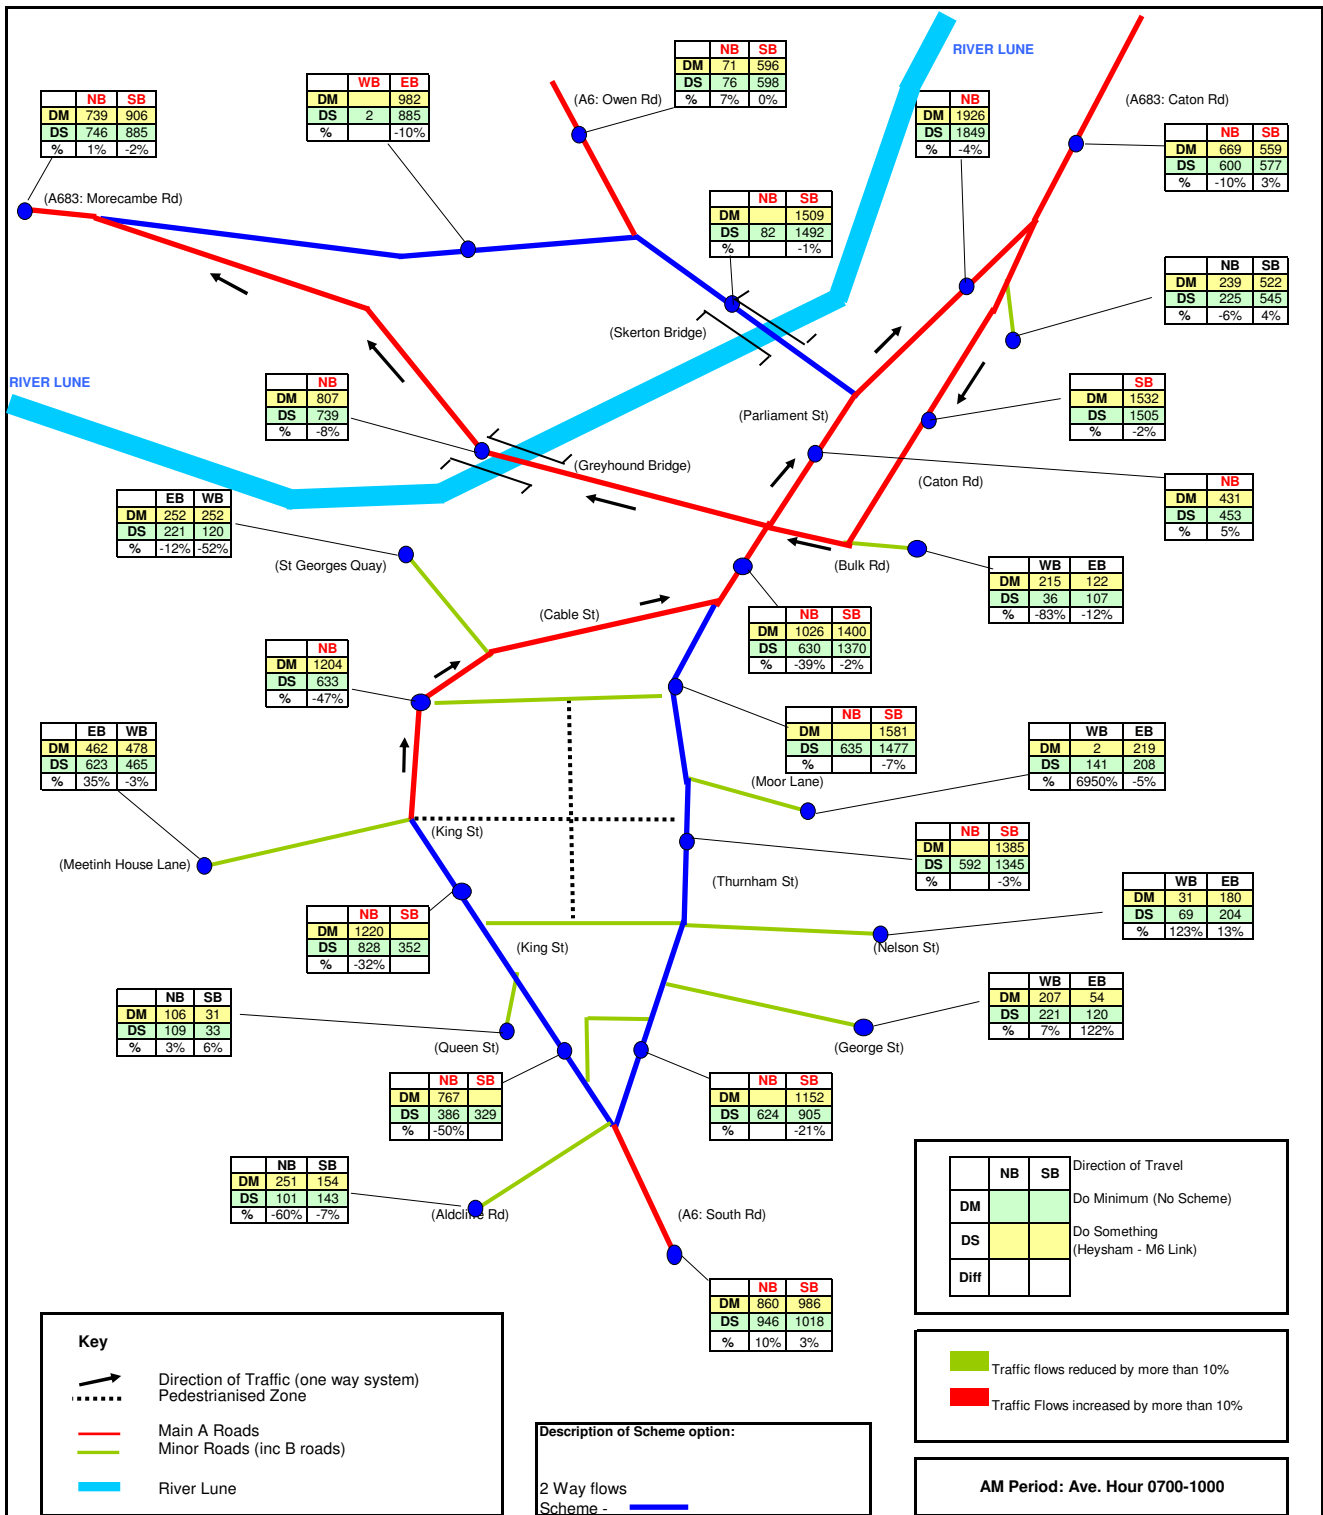 RIVER LUNE
NB SB
DM 71 596
DS 76 598
% 7% 0%
(A6: Owen Rd)
WB EB
DM 982
DS 2 885
% -10%
NB SB
DM 739 906
DS 746 885
% 1% -2%
(A683: Morecambe Rd)
NB
DM 1926
DS 1849
% -4%
(A683: Caton Rd)
NB SB
DM 669 559
DS 600 577
% -10% 3%
NB SB
DM 1509
DS 82 1492
% -1%
(Skerton Bridge)
NB SB
DM 239 522
DS 225 545
% -6% 4%
RIVER LUNE
NB
DM 807
DS 739
% -8%
(Parliament St)
SB
DM 1532
DS 1505
% -2%
(Greyhound Bridge)
(Caton Rd)
NB
DM 431
DS 453
% 5%
EB WB
DM 252 252
DS 221 120
% -12% -52%
(St Georges Quay)
(Bulk Rd)
WB EB
DM 215 122
DS 36 107
% -83% -12%
(Cable St)
NB SB
DM 1026 1400
DS 630 1370
% -39% -2%
NB
DM 1204
DS 633
% -47%
EB WB
DM 462 478
DS 623 465
% 35% -3%
NB SB
DM 1581
DS 635 1477
% -7%
(Moor Lane)
WB EB
DM 2 219
DS 141 208
% 6950% -5%
(King St)
(Meetinh House Lane)
(Thurnham St)
NB SB
DM 1385
DS 592 1345
% -3%
WB EB
DM 31 180
DS 69 204
% 123% 13%
NB SB
DM 1220
DS 828 352
% -32%
(King St)
(Nelson St)
NB SB
DM 106 31
DS 109 33
% 3% 6%
(Queen St)
(George St)
WB EB
DM 207 54
DS 221 120
% 7% 122%
NB SB
DM 767
DS 386 329
% -50%
NB SB
DM 1152
DS 624 905
% -21%
NB SB
DM 251 154
DS 101 143
% -60% -7%
(Aldcliffe Rd)
(A6: South Rd)
NB SB
DM 860 986
DS 946 1018
% 10% 3%
NB SB Direction of Travel
DM Do Minimum (No Scheme)
DS Do Something
(Heysham - M6 Link)
Diff
Key
Direction of Traffic (one way system)
Pedestrianised Zone
Main A Roads
Minor Roads (inc B roads)
River Lune
Description of Scheme option:
2 Way flows
Scheme -
Traffic flows reduced by more than 10%
Traffic Flows increased by more than 10%
AM Period: Ave. Hour 0700-1000